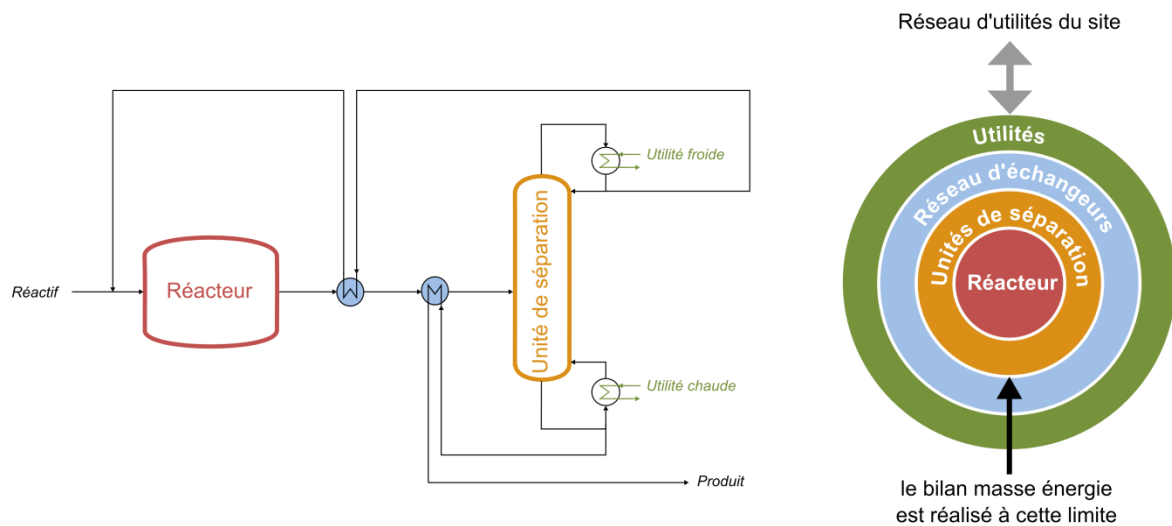 Réactif
Réacteur
Unité de séparation
Utilité froide
Utilité chaude
Produit
Réseau d'utilités du site
Utilités
Réseau d'échangeurs
Unités de séparation
Réacteur
le bilan masse énergie
est réalisé à cette limite